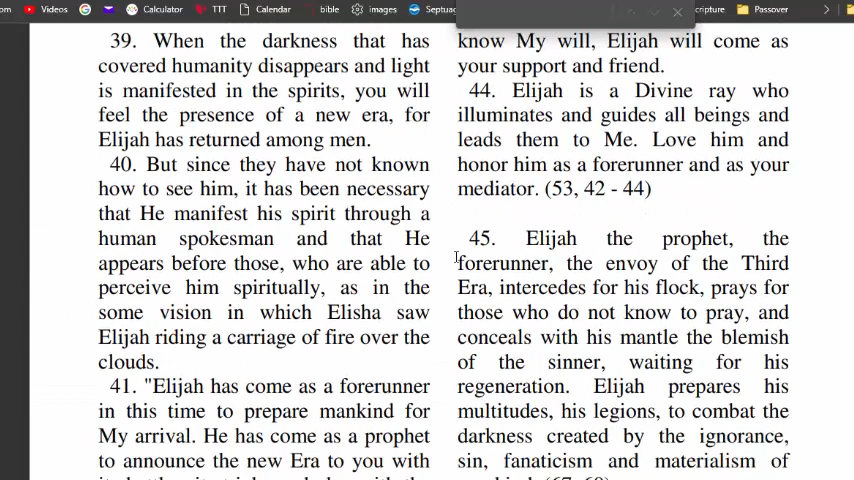 Videos
Calculator
TTT
Calendar
bible
images
Septuag
Passover
39. When the darkness that has
covered humanity disappears and light
is manifested in the spirits, you will
feel the presence of a new era, for
Elijah has returned among men.
40. But since they have not known
how to see him, it has been necessary
that He manifest his spirit through a
human spokesman and that He
appears before those, who are able to
perceive him spiritually, as in the
some vision in which Elisha saw
Elijah riding a carriage of fire over the
clouds.
41. "Elijah has come as a forerunner
in this time to prepare mankind for
My arrival. He has come as a prophet
to announce the new Era to you with
know My will, Elijah will come as
your support and friend.
44. Elijah is a Divine ray who
illuminates and guides all beings and
leads them to Me. Love him and
honor him as a forerunner and as your
mediator. (53, 42 - 44)
45. Elijah the prophet, the
forerunner, the envoy of the Third
Era, intercedes for his flock, prays for
those who do not know to pray, and
conceals with his mantle the blemish
of the sinner, waiting for his
regeneration. Elijah prepares his
multitudes, his legions, to combat the
darkness created by the ignorance,
sin, fanaticism and materialism of